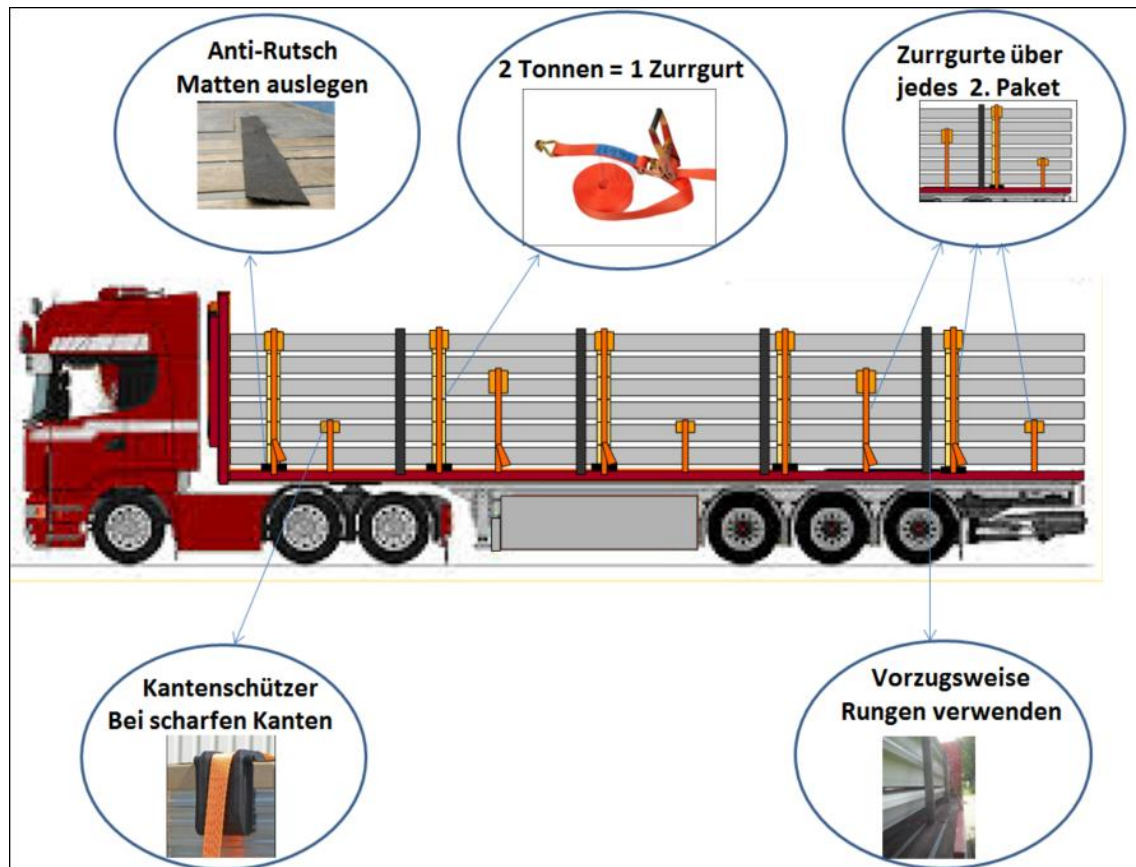 Anti-Rutsch
Matten auslegen
2 Tonnen = 1 Zurrgurt
Zurrgurte über
jedes 2. Paket
Kantenschützer
Bei scharfen Kanten
Vorzugsweise
Rungen verwenden